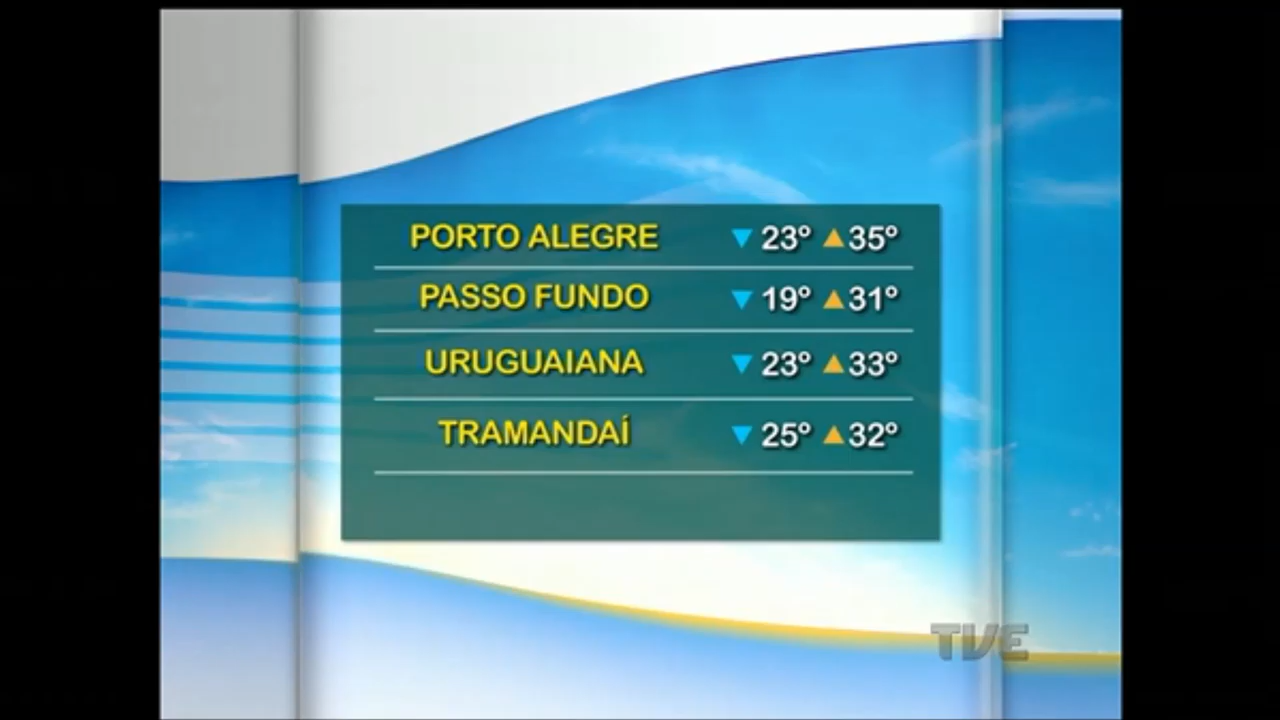 PORTO ALEGRE ▼ 23º ▲ 35º
PASSO FUNDO ▼ 19º ▲ 31º
URUGUAIANA ▼ 23º ▲ 33º
TRAMANDAÍ ▼ 25º ▲ 32º
TVE